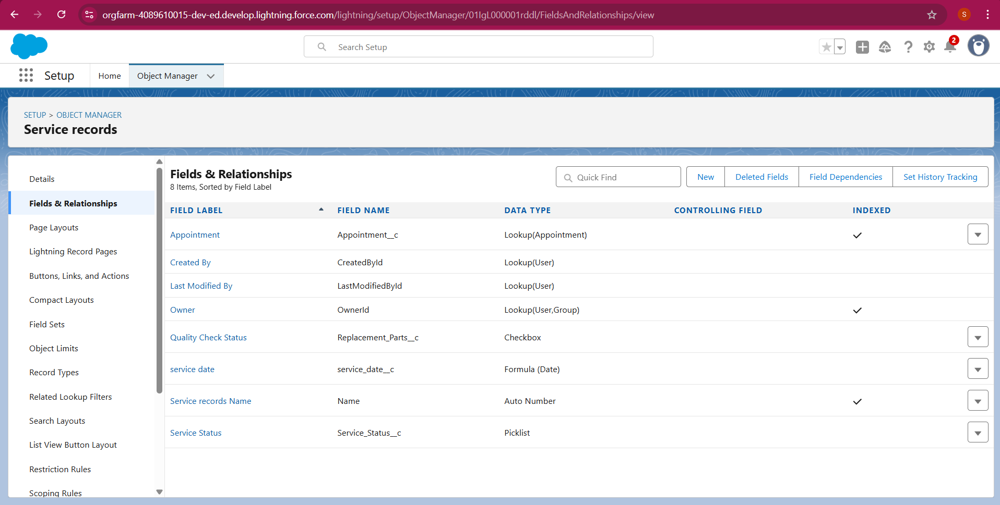 orgfarm-4089610015-dev-ed.develop.lightning.force.com/lightning/setup/ObjectManager/01IgL000001rddl/FieldsAndRelationships/view
S
Search Setup
2
Setup
Home
Object Manager
SETUP > OBJECT MANAGER
Service records
Details
Fields & Relationships
Page Layouts
Lightning Record Pages
Buttons, Links, and Actions
Compact Layouts
Field Sets
Object Limits
Record Types
Related Lookup Filters
Search Layouts
List View Button Layout
Restriction Rules
Scoping Rules
Fields & Relationships
8 Items, Sorted by Field Label
Quick Find
New
Deleted Fields
Field Dependencies
Set History Tracking
FIELD LABEL FIELD NAME DATA TYPE CONTROLLING FIELD INDEXED
Appointment Appointment__c Lookup(Appointment)
Created By CreatedById Lookup(User)
Last Modified By LastModifiedById Lookup(User)
Owner OwnerId Lookup(User,Group)
Quality Check Status Replacement_Parts__c Checkbox
service date service_date__c Formula (Date)
Service records Name Name Auto Number
Service Status Service_Status__c Picklist